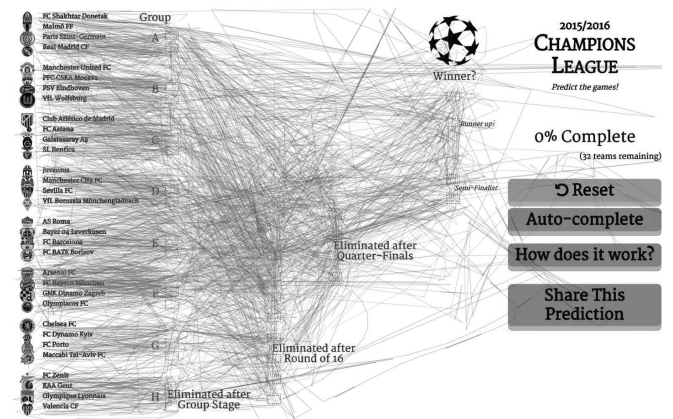 Group
FC Shakhtar Donetsk
Malmö FF
Paris Saint-Germain
Real Madrid CF
A
Manchester United FC
PFC CSKA Moskva
PSV Eindhoven
VfL Wolfsburg
B
Club Atlético de Madrid
FC Astana
Galatasaray AŞ
SL Benfica
C
Juventus
Manchester City FC
Sevilla FC
VfL Borussia Mönchengladbach
D
AS Roma
Bayer 04 Leverkusen
FC Barcelona
FC BATE Borisov
E
Arsenal FC
FC Bayern München
GNK Dinamo Zagreb
Olympiacos FC
F
Chelsea FC
FC Dynamo Kyiv
FC Porto
Maccabi Tel-Aviv FC
G
FC Zenit
KAA Gent
Olympique Lyonnais
Valencia CF
H
Eliminated after
Group Stage
Eliminated after
Round of 16
Eliminated after
Quarter-Finals
Semi-Finalist
Runner up?
Winner?
2015/2016
CHAMPIONS
LEAGUE
Predict the games!
0% Complete
(32 teams remaining)
Reset
Auto-complete
How does it work?
Share This
Prediction